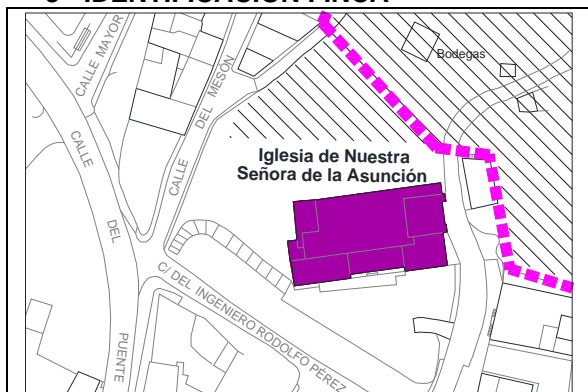 IDENTIFICACIÓN FINCA
Bodegas
CALLE MAYOR
CALLE DEL MESÓN
Iglesia de Nuestra
Señora de la Asunción
CALLE DEL PUENTE
C/ DEL INGENIERO RODOLFO PÉREZ